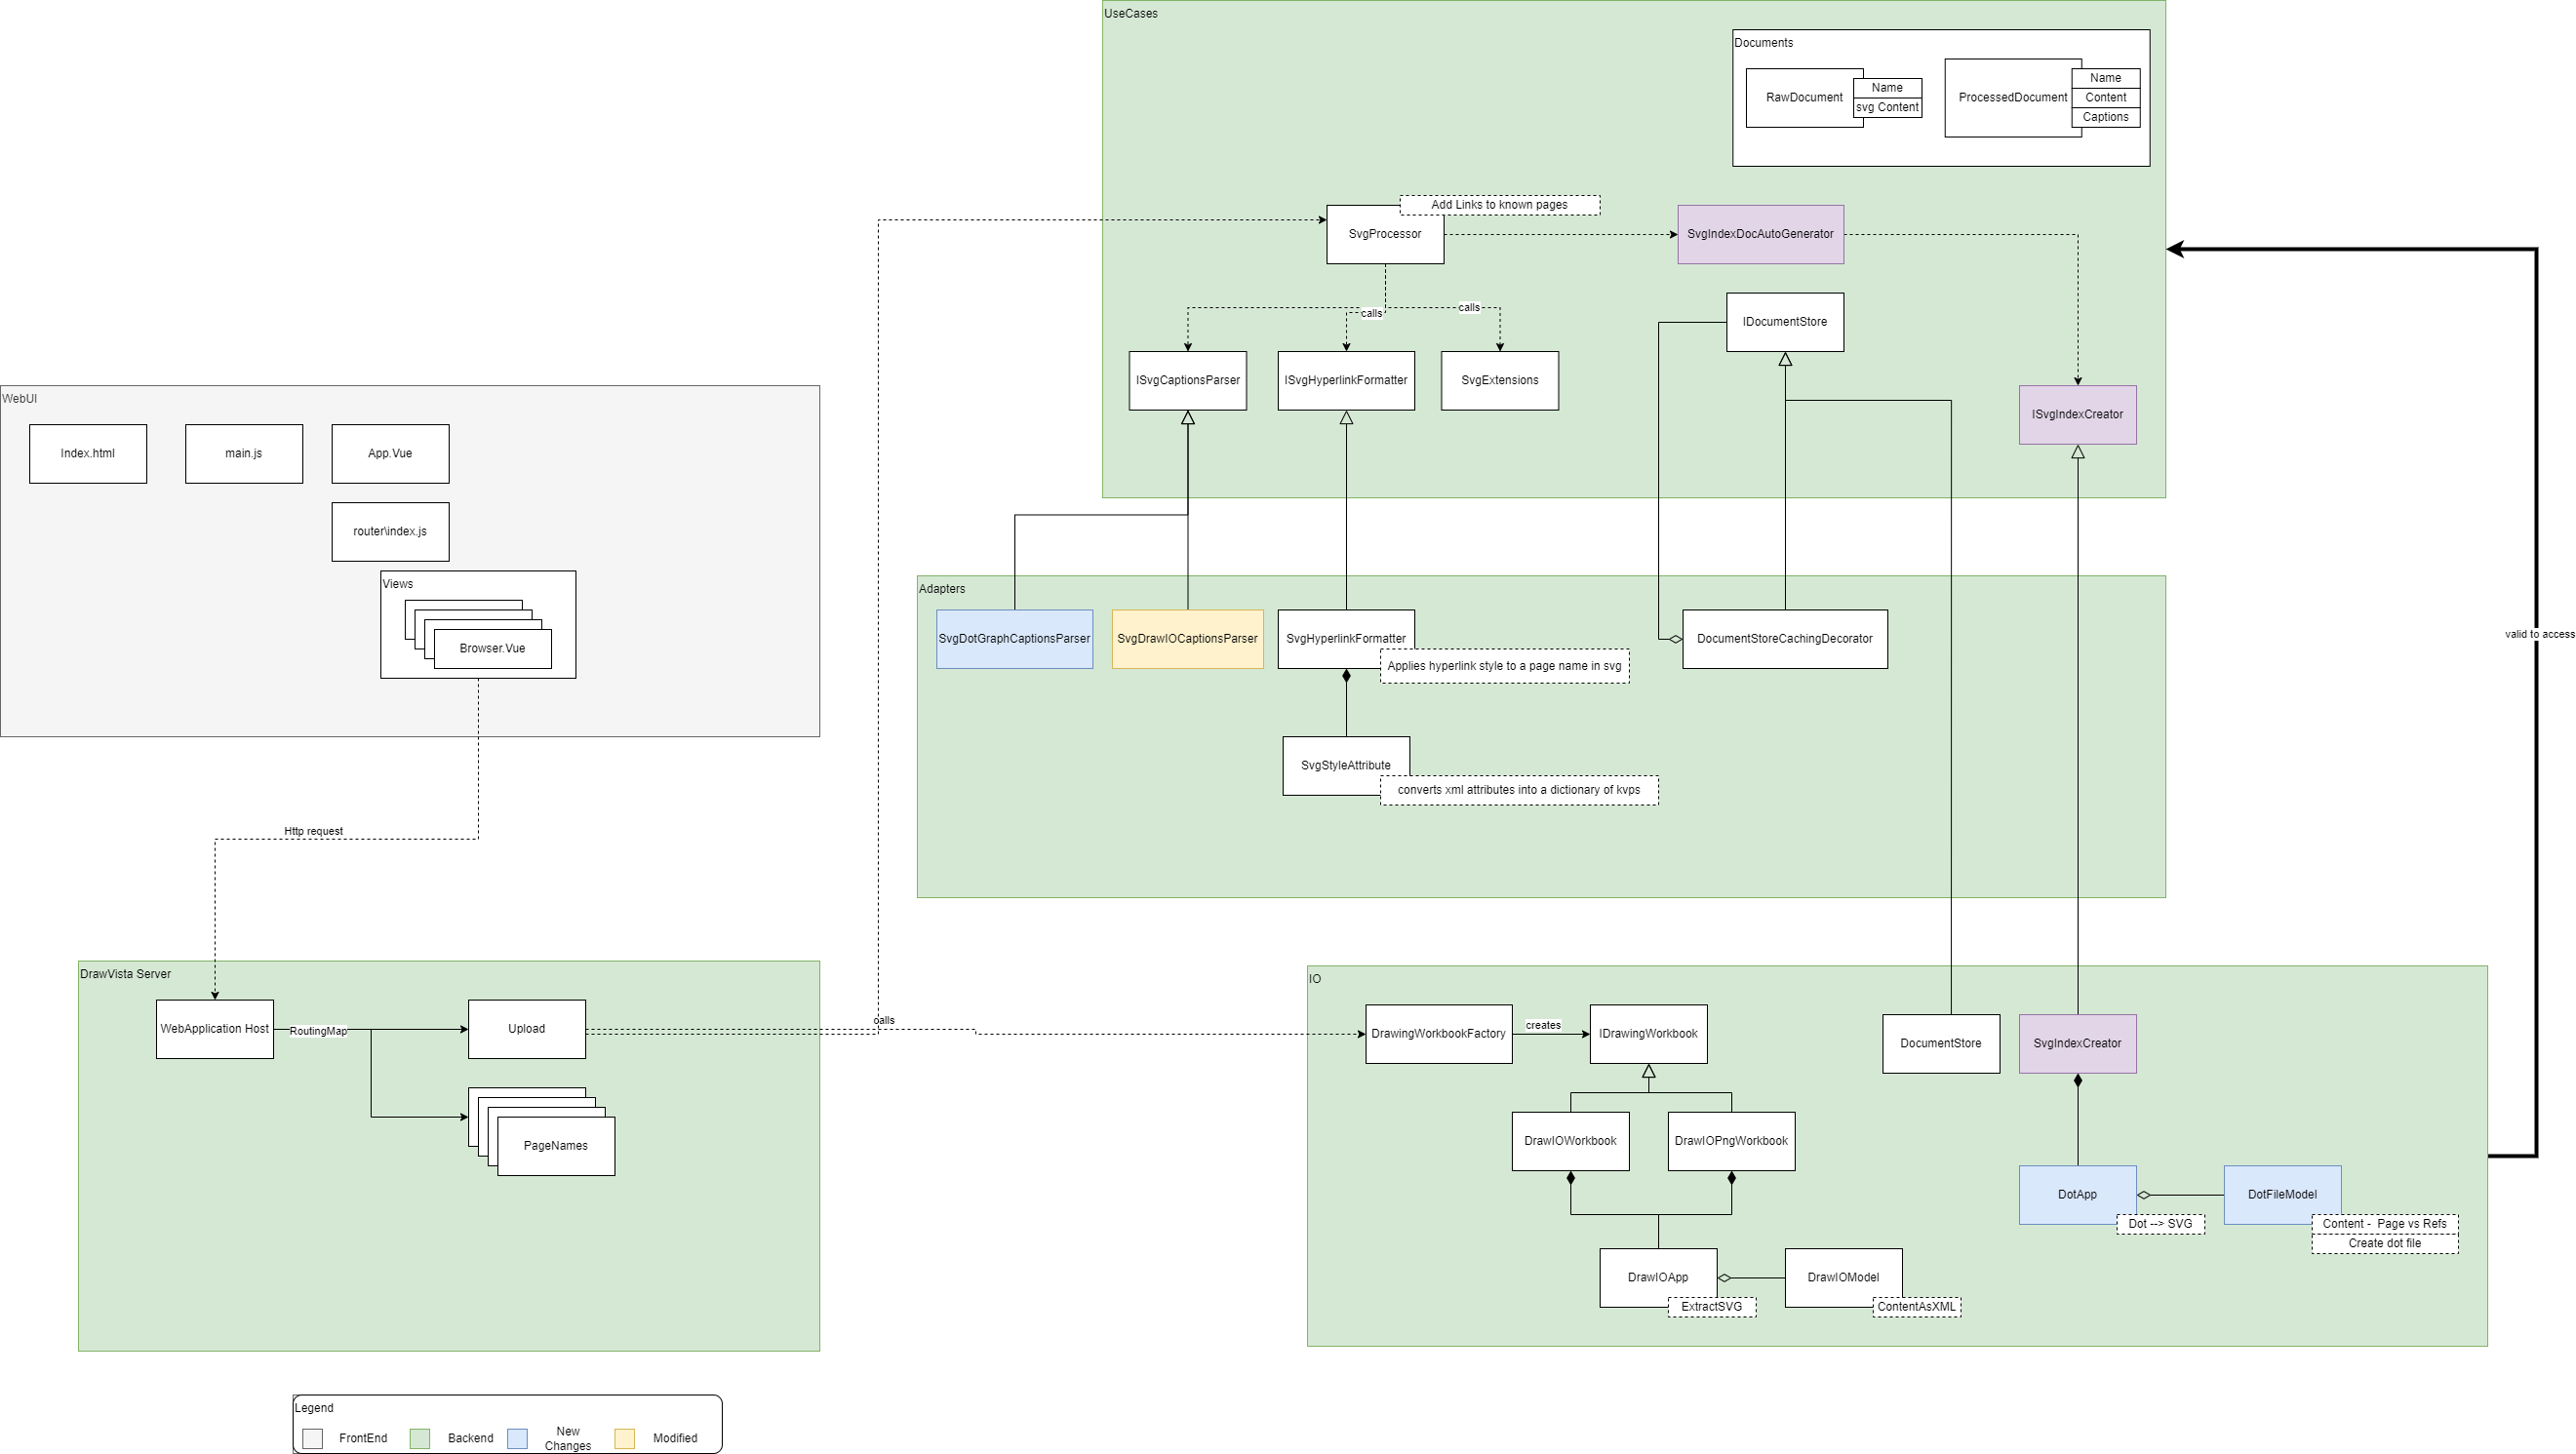 UseCases
Documents
RawDocument
Name
svg Content
ProcessedDocument
Name
Content
Captions
Add Links to known pages
SvgProcessor
SvgIndexDocAutoGenerator
calls
calls
IDocumentStore
ISvgCaptionsParser
ISvgHyperlinkFormatter
SvgExtensions
ISvgIndexCreator
WebUI
Index.html
main.js
App.Vue
router\index.js
Views
Browser.Vue
valid to access
Adapters
SvgDotGraphCaptionsParser
SvgDrawIOCaptionsParser
SvgHyperlinkFormatter
Applies hyperlink style to a page name in svg
DocumentStoreCachingDecorator
SvgStyleAttribute
converts xml attributes into a dictionary of kvps
Http request
DrawVista Server
WebApplication Host
RoutingMap
Upload
PageNames
calls
IO
DrawingWorkbookFactory
creates
IDrawingWorkbook
DocumentStore
SvgIndexCreator
DrawIOWorkbook
DrawIOPngWorkbook
DotApp
Dot --> SVG
DotFileModel
Content - Page vs Refs
Create dot file
DrawIOApp
ExtractSVG
DrawIOModel
ContentAsXML
Legend
FrontEnd
Backend
New
Changes
Modified